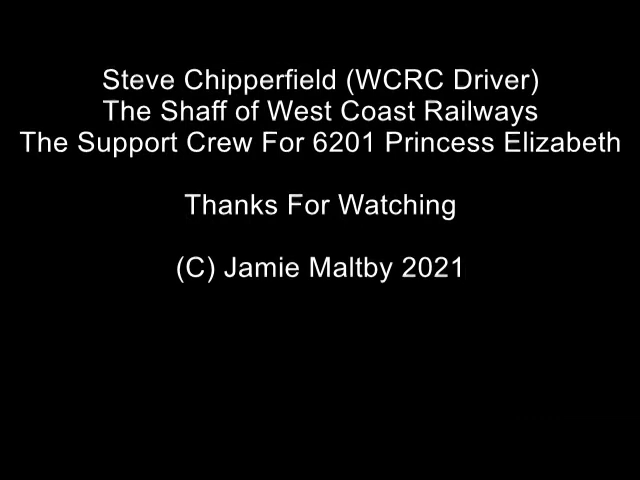 Steve Chipperfield (WCRC Driver)
The Shaff of West Coast Railways
The Support Crew For 6201 Princess Elizabeth
Thanks For Watching
(C) Jamie Maltby 2021